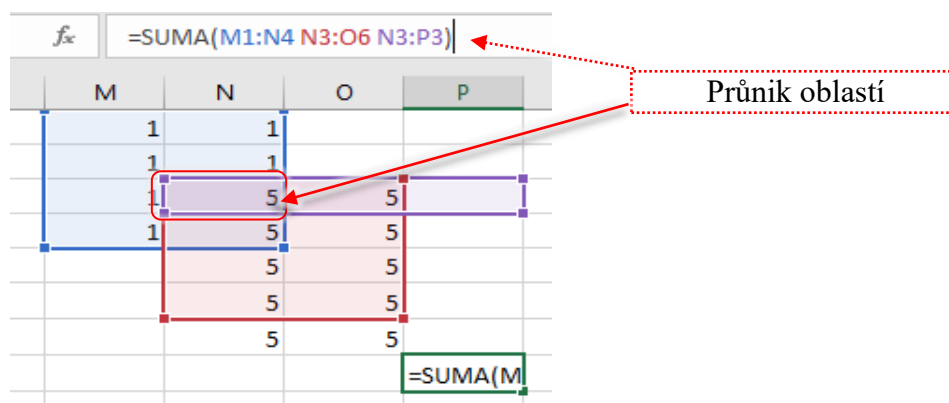 fx =SUMA(M1:N4 N3:O6 N3:P3)
Průnik oblastí
M N O P
1 1
1 1
1 5 5
1 5 5
5 5
5 5
5 5
=SUMA(M